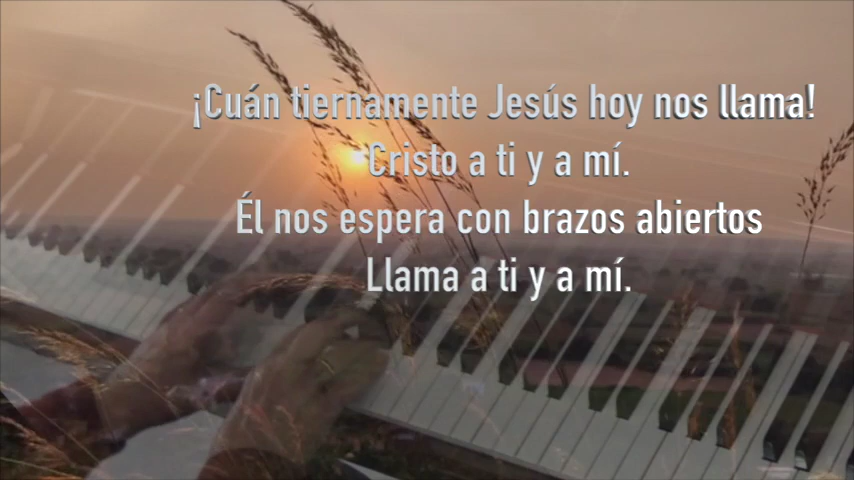 ¡Cuán tiernamente Jesús hoy nos llama!
Cristo a ti y a mí.
Él nos espera con brazos abiertos
Llama a ti y a mí.